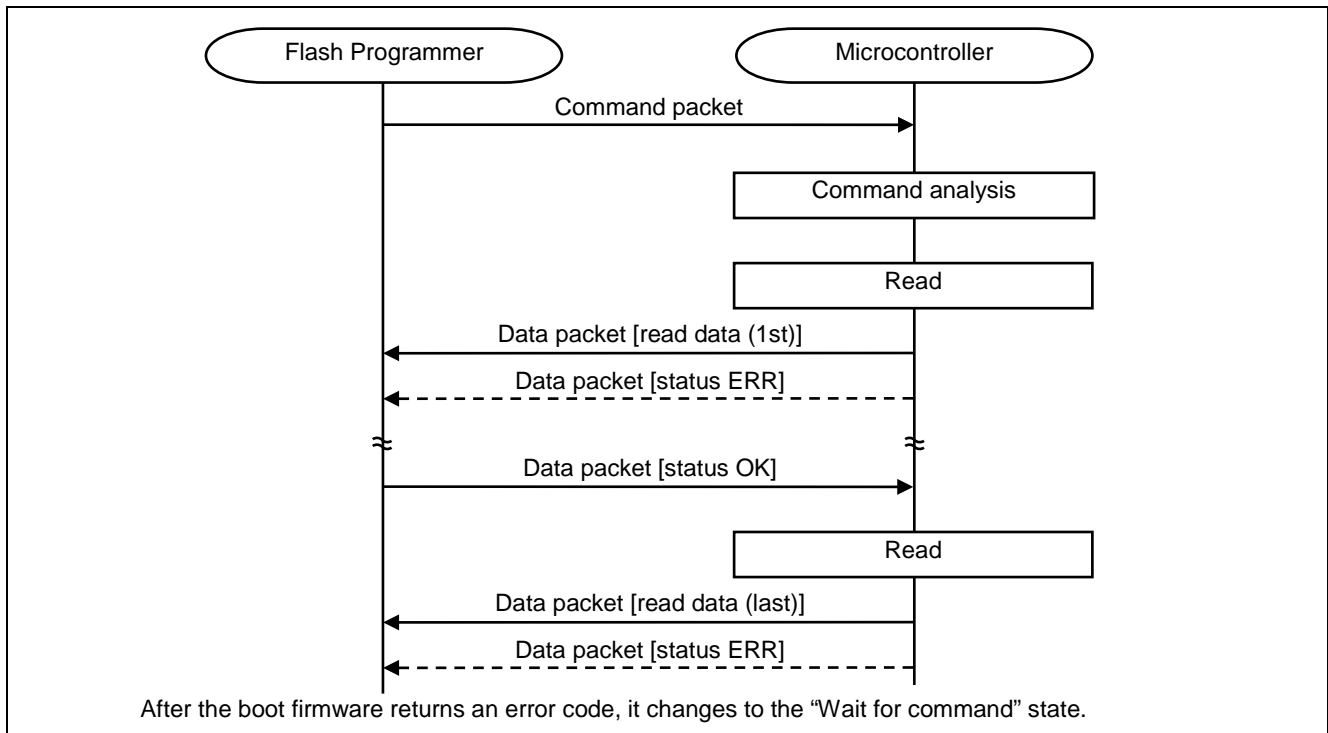 Flash Programmer
Microcontroller
Command packet
Command analysis
Read
Data packet [read data (1st)]
Data packet [status ERR]
Data packet [status OK]
Read
Data packet [read data (last)]
Data packet [status ERR]
After the boot firmware returns an error code, it changes to the “Wait for command” state.